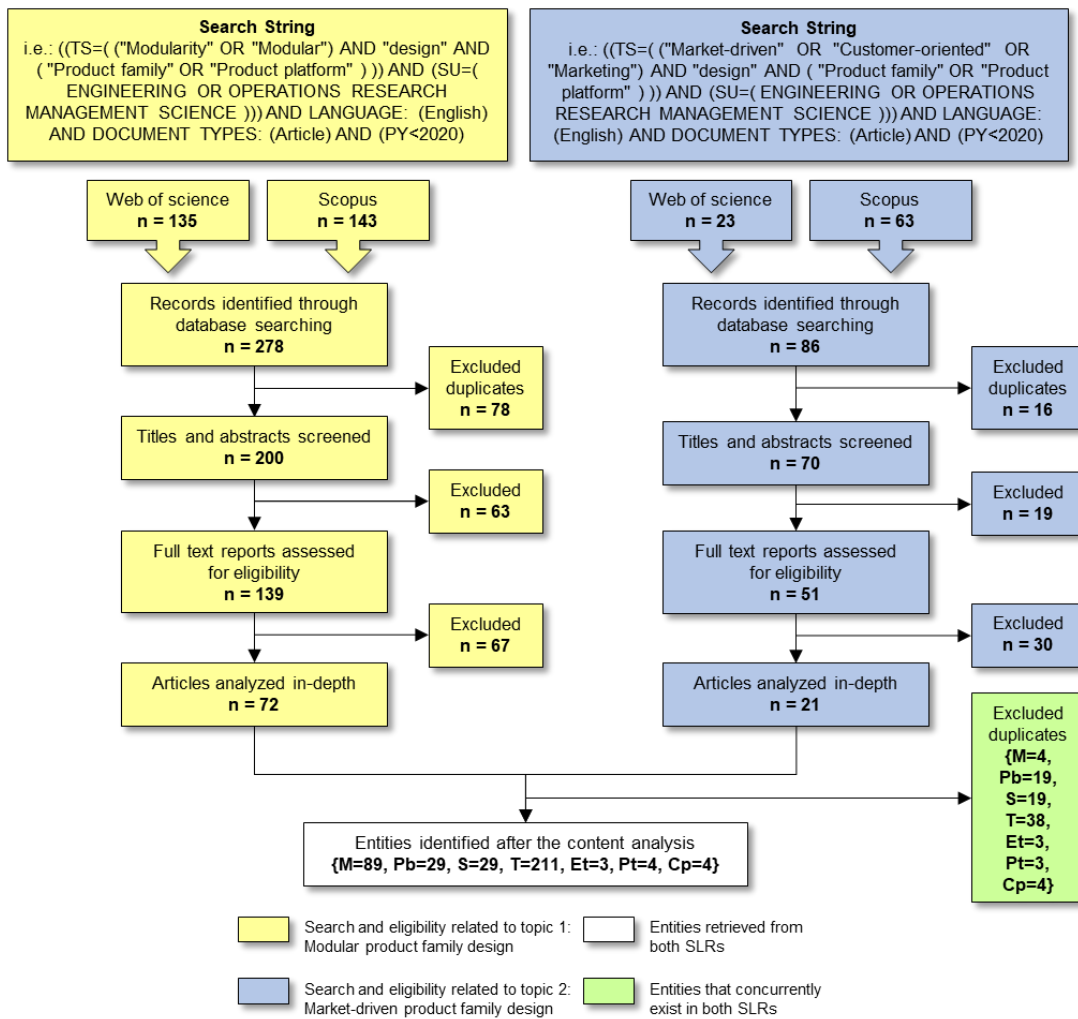 Search String
i.e.: ((TS=( ("Modularity" OR "Modular") AND "design" AND
( "Product family" OR "Product platform" ) )) AND (SU=(
ENGINEERING OR OPERATIONS RESEARCH
MANAGEMENT SCIENCE ))) AND LANGUAGE: (English)
AND DOCUMENT TYPES: (Article) AND (PY<2020)
Search String
i.e.: ((TS=( ("Market-driven" OR "Customer-oriented" OR
"Marketing") AND "design" AND ( "Product family" OR "Product
platform" ) )) AND (SU=( ENGINEERING OR OPERATIONS
RESEARCH MANAGEMENT SCIENCE ))) AND LANGUAGE:
(English) AND DOCUMENT TYPES: (Article) AND (PY<2020)
Web of science
n = 135
Scopus
n = 143
Web of science
n = 23
Scopus
n = 63
Records identified through
database searching
n = 278
Records identified through
database searching
n = 86
Excluded
duplicates
n = 78
Excluded
duplicates
n = 16
Titles and abstracts screened
n = 200
Titles and abstracts screened
n = 70
Excluded
n = 63
Excluded
n = 19
Full text reports assessed
for eligibility
n = 139
Full text reports assessed
for eligibility
n = 51
Excluded
n = 67
Excluded
n = 30
Articles analyzed in-depth
n = 72
Articles analyzed in-depth
n = 21
Excluded
duplicates
{M=4,
Pb=19,
S=19,
T=38,
Et=3,
Pt=3,
Cp=4}
Entities identified after the content analysis
{M=89, Pb=29, S=29, T=211, Et=3, Pt=4, Cp=4}
Search and eligibility related to topic 1:
Modular product family design
Entities retrieved from
both SLRs
Search and eligibility related to topic 2:
Market-driven product family design
Entities that concurrently
exist in both SLRs